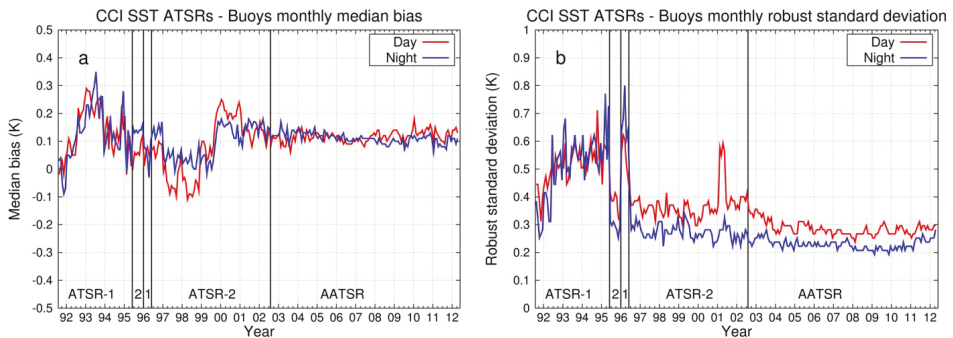 CCI SST ATSRs - Buoys monthly median bias
0.5
0.4
0.3
0.2
0.1
0
-0.1
-0.2
-0.3
-0.4
-0.5
Median bias (K)
a
Day
Night
ATSR-1
2
1
ATSR-2
AATSR
92 93 94 95 96 97 98 99 00 01 02 03 04 05 06 07 08 09 10 11 12
Year
CCI SST ATSRs - Buoys monthly robust standard deviation
1
0.9
0.8
0.7
0.6
0.5
0.4
0.3
0.2
0.1
0
Robust standard deviation (K)
b
Day
Night
ATSR-1
2
1
ATSR-2
AATSR
92 93 94 95 96 97 98 99 00 01 02 03 04 05 06 07 08 09 10 11 12
Year